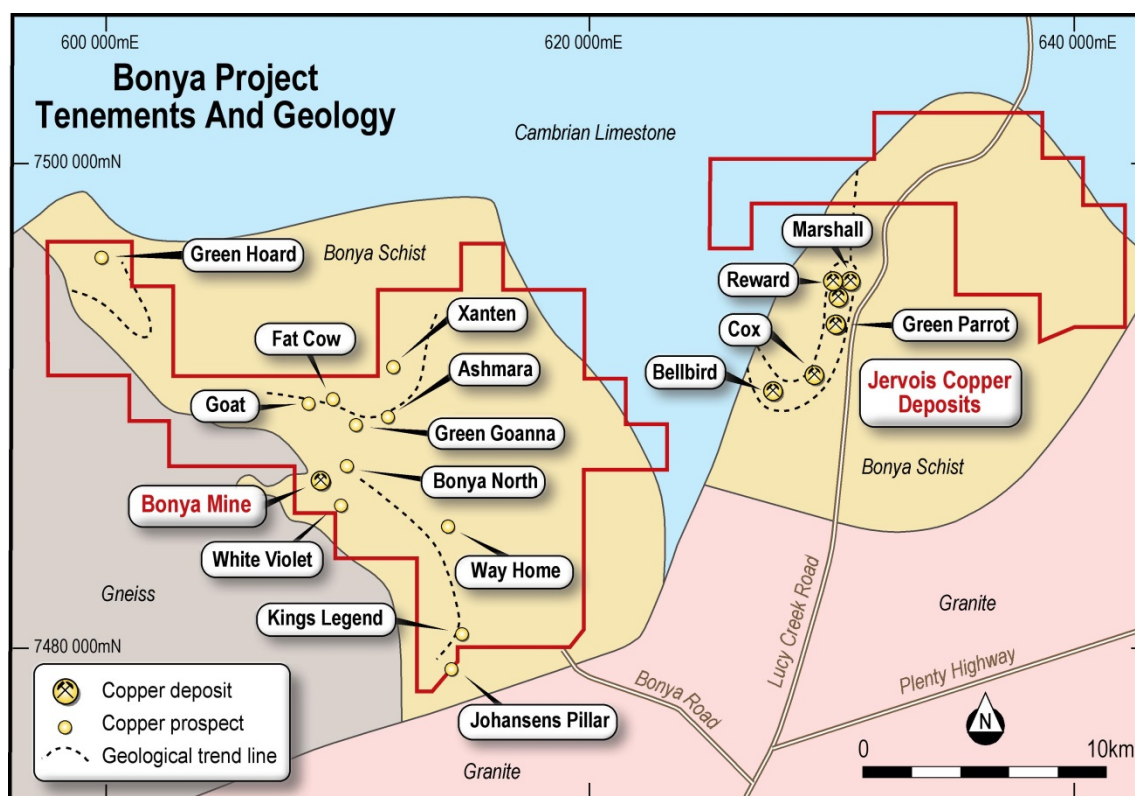 600 000mE
620 000mE
640 000mE
Bonya Project
Tenements And Geology
Cambrian Limestone
7500 000mN
Marshall
Green Hoard
Bonya Schist
Reward
Xanten
Fat Cow
Cox
Green Parrot
Ashmara
Bellbird
Jervois Copper
Deposits
Goat
Green Goanna
Bonya North
Bonya Schist
Bonya Mine
White Violet
Way Home
Gneiss
Granite
Kings Legend
Lucy Creek Road
7480 000mN
Plenty Highway
Bonya Road
Copper deposit
Copper prospect
Geological trend line
Johansens Pillar
N
0
10km
Granite